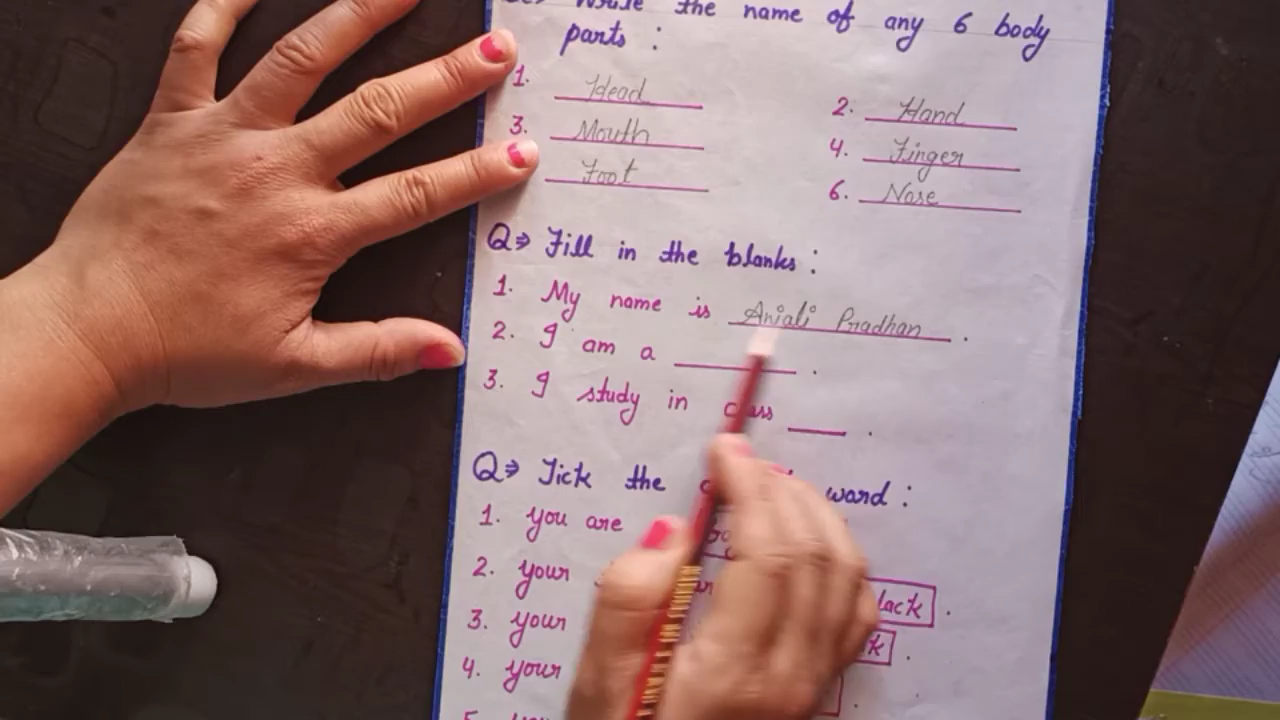 Write the name of any 6 body
parts :
1. Head 2. Hand
3. Mouth 4. Finger
Foot 6. Nose
Q⇒ Fill in the blanks :
1. My name is Anjali Pradhan .
2. I am a ______ .
3. I study in class ____ .
Q⇒ Tick the word :
1. you are
2. your
3. your
4. your